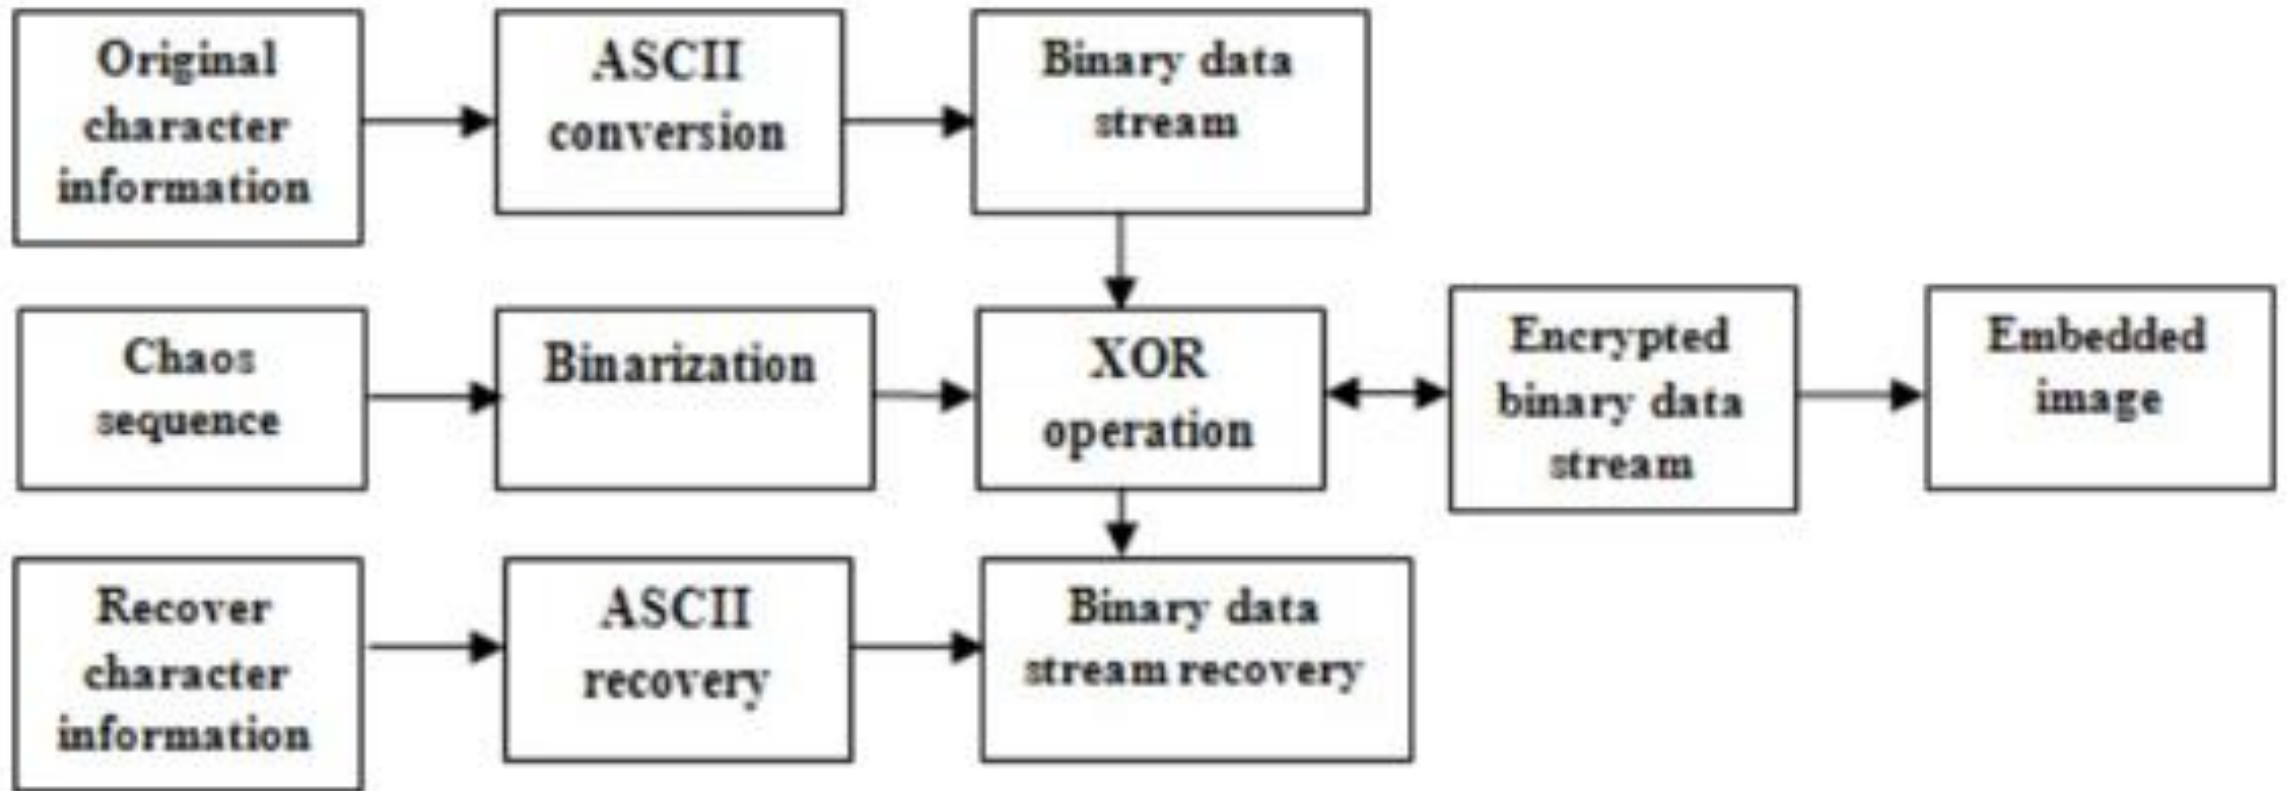 Original
character
information
ASCII
conversion
Binary data
stream
Chaos
sequence
Binarization
XOR
operation
Encrypted
binary data
stream
Embedded
image
Recover
character
information
ASCII
recovery
Binary data
stream recovery